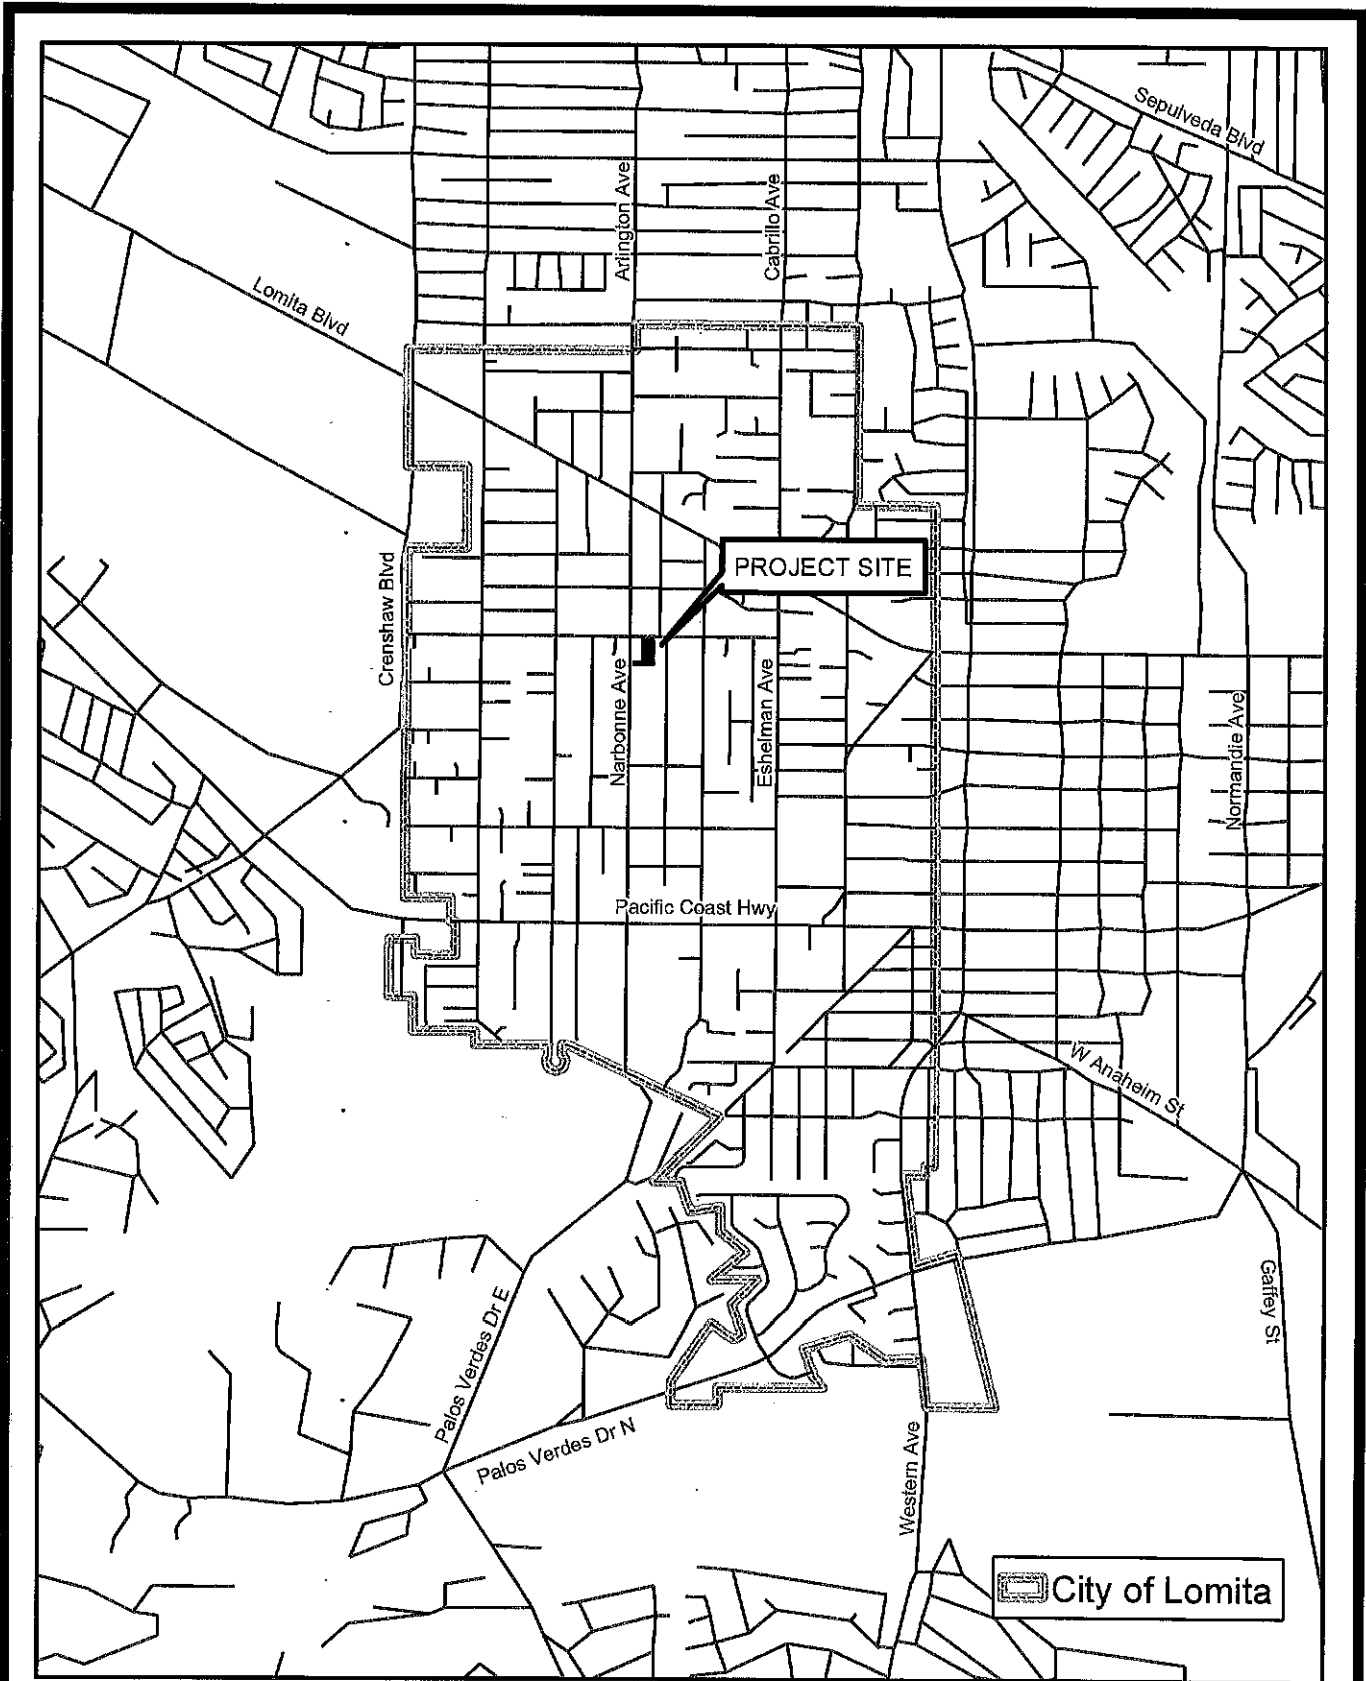 Sepulveda Blvd
Arlington Ave
Cabrillo Ave
Lomita Blvd
PROJECT SITE
Crenshaw Blvd
Narbonne Ave
Eshelman Ave
Normandie Ave
Pacific Coast Hwy
W Anaheim St
Gaffey St
Palos Verdes Dr E
Palos Verdes Dr N
Western Ave
City of Lomita